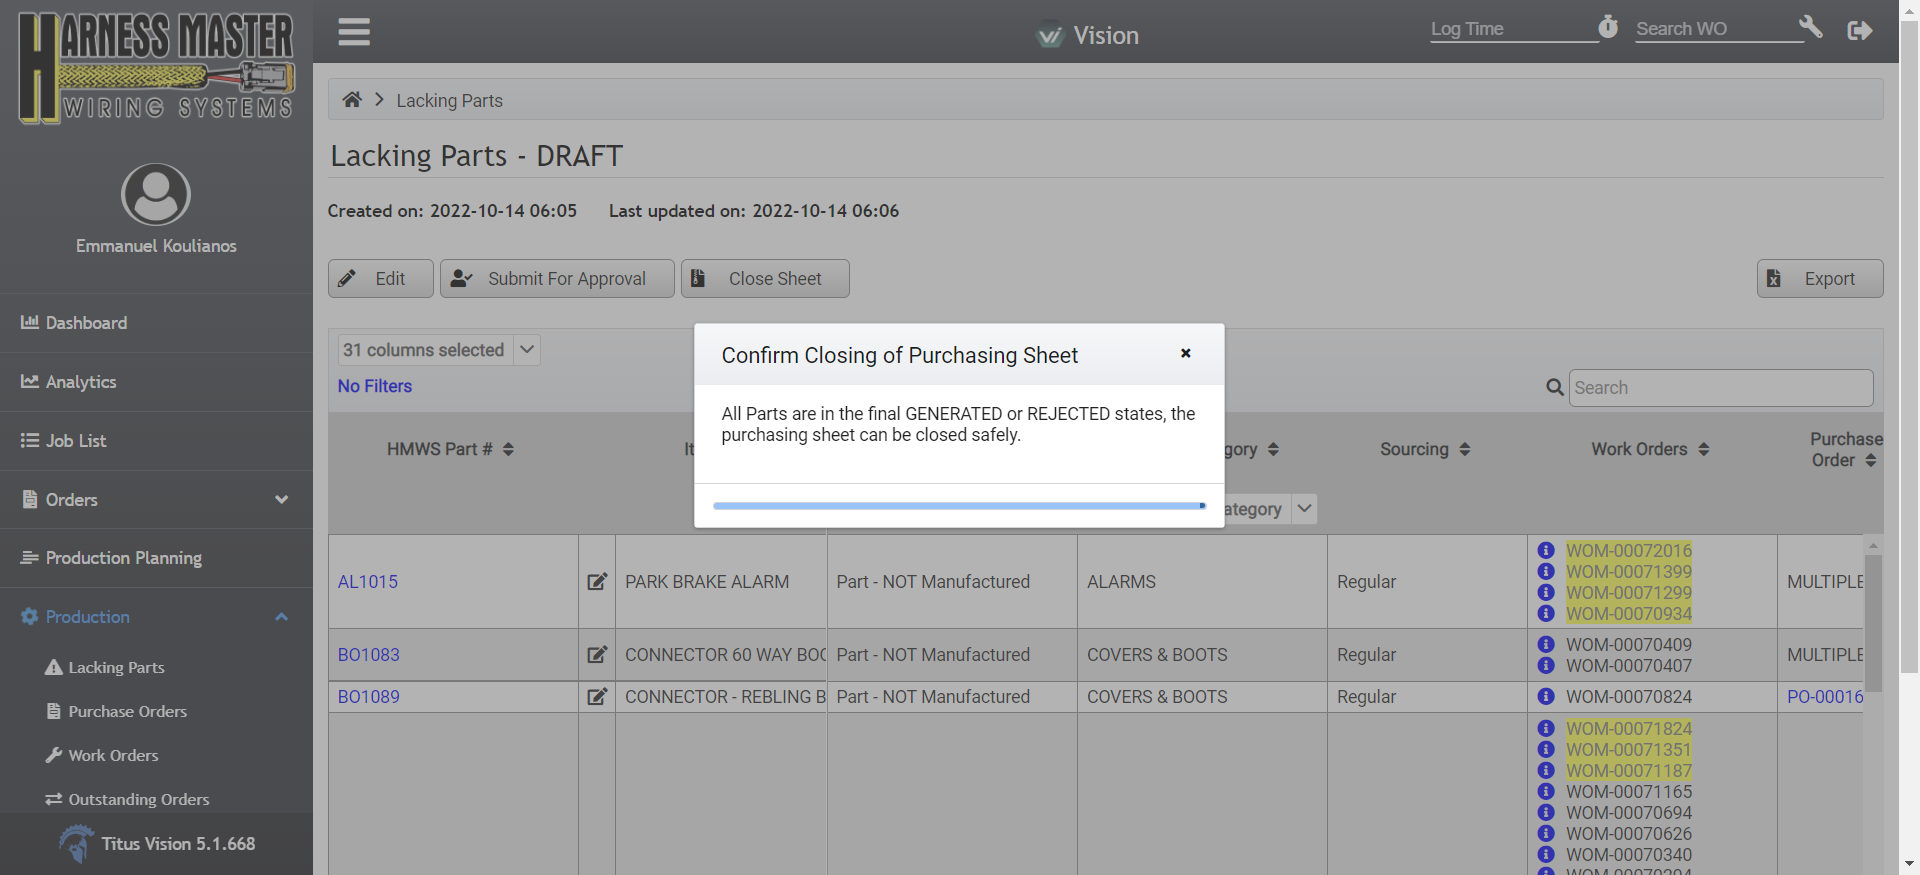 HARNESS MASTER
WIRING SYSTEMS
Emmanuel Koulianos
Dashboard
Analytics
Job List
Orders
Production Planning
Production
Lacking Parts
Purchase Orders
Work Orders
Outstanding Orders
Titus Vision 5.1.668
Vision
Log Time
Search WO
Lacking Parts
Lacking Parts - DRAFT
Created on: 2022-10-14 06:05 Last updated on: 2022-10-14 06:06
Edit
Submit For Approval
Close Sheet
Export
31 columns selected
No Filters
Search
Confirm Closing of Purchasing Sheet
All Parts are in the final GENERATED or REJECTED states, the
purchasing sheet can be closed safely.
HMWS Part #
It
gory
Sourcing
Work Orders
Purchase
Order
ategory
AL1015 PARK BRAKE ALARM Part - NOT Manufactured ALARMS Regular
WOM-00072016
WOM-00071399
WOM-00071299
WOM-00070934
MULTIPLE
BO1083 CONNECTOR 60 WAY BOO Part - NOT Manufactured COVERS & BOOTS Regular
WOM-00070409
WOM-00070407
MULTIPLE
BO1089 CONNECTOR - REBLING B Part - NOT Manufactured COVERS & BOOTS Regular WOM-00070824 PO-00016
WOM-00071824
WOM-00071351
WOM-00071187
WOM-00071165
WOM-00070694
WOM-00070626
WOM-00070340